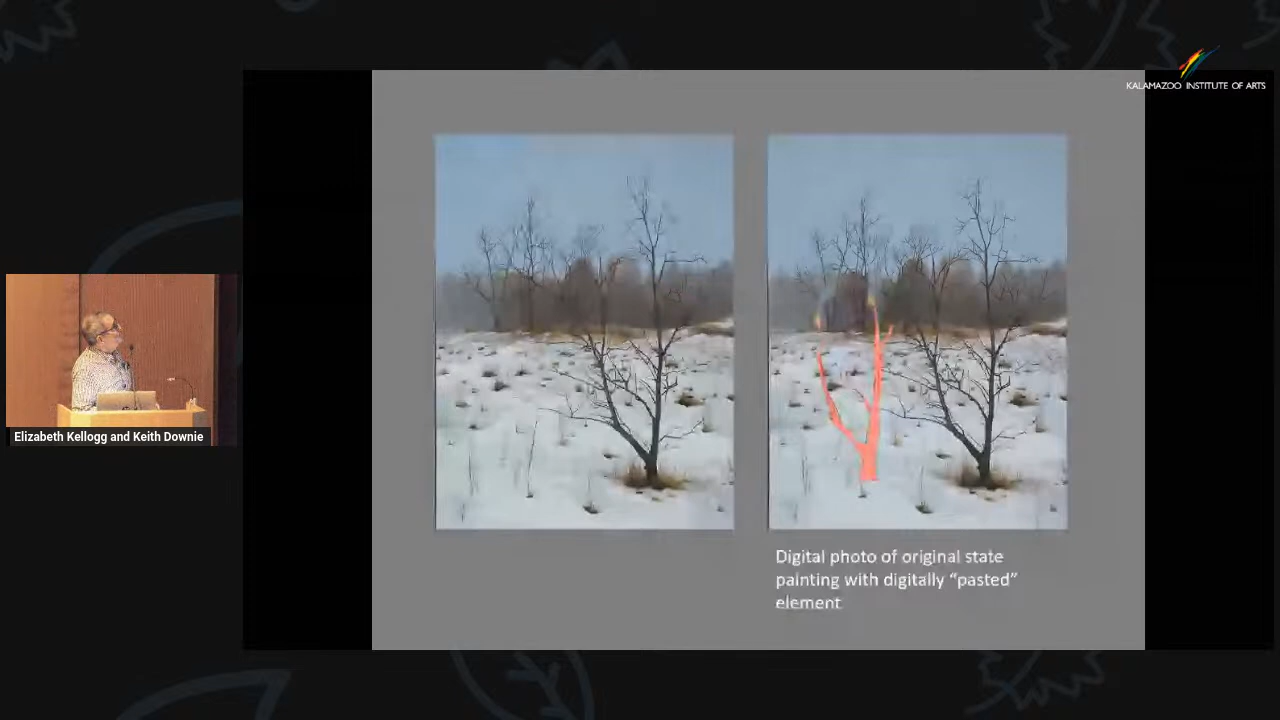 KALAMAZOO INSTITUTE OF ARTS
Elizabeth Kellogg and Keith Downie
Digital photo of original state
painting with digitally “pasted”
element